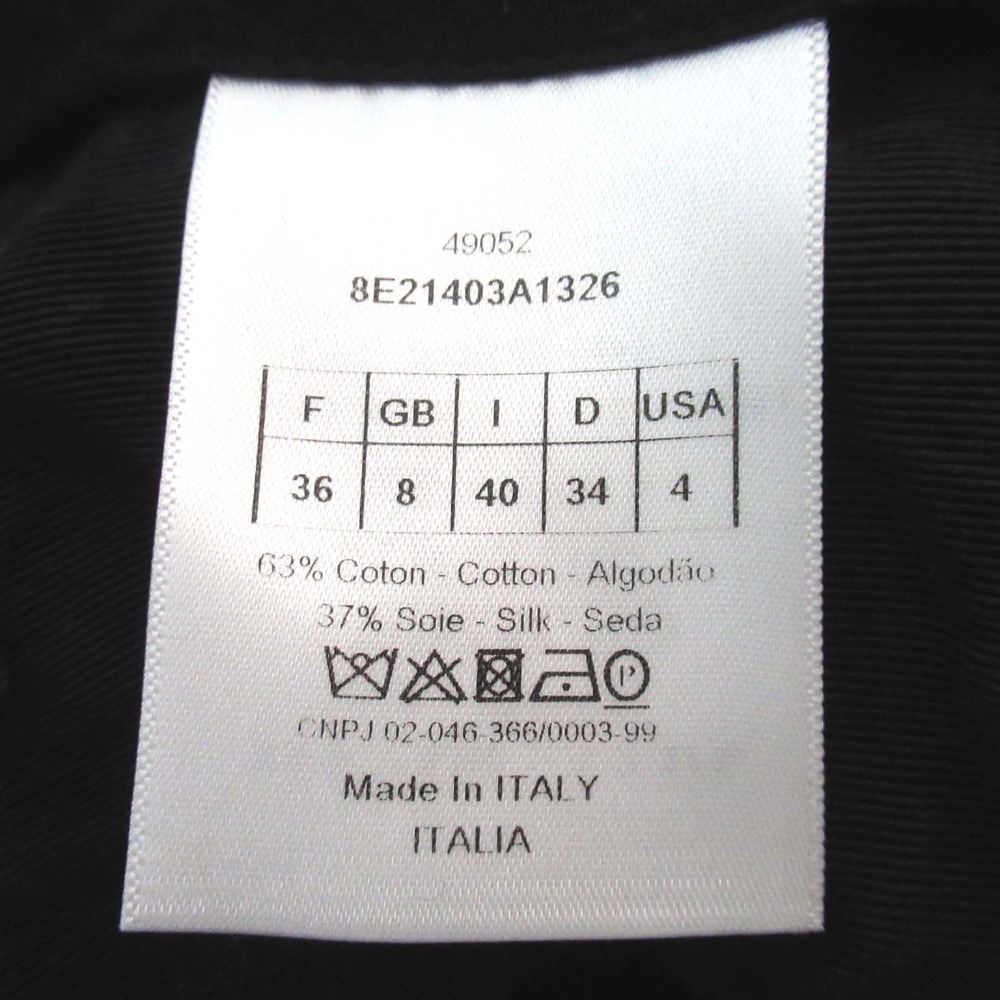 49052
8E21403A1326
F GB I D USA
36 8 40 34 4
63% Coton - Cotton - Algodão
37% Soie - Silk - Seda
P
CNPJ 02-046-366/0003-99
Made In ITALY
ITALIA